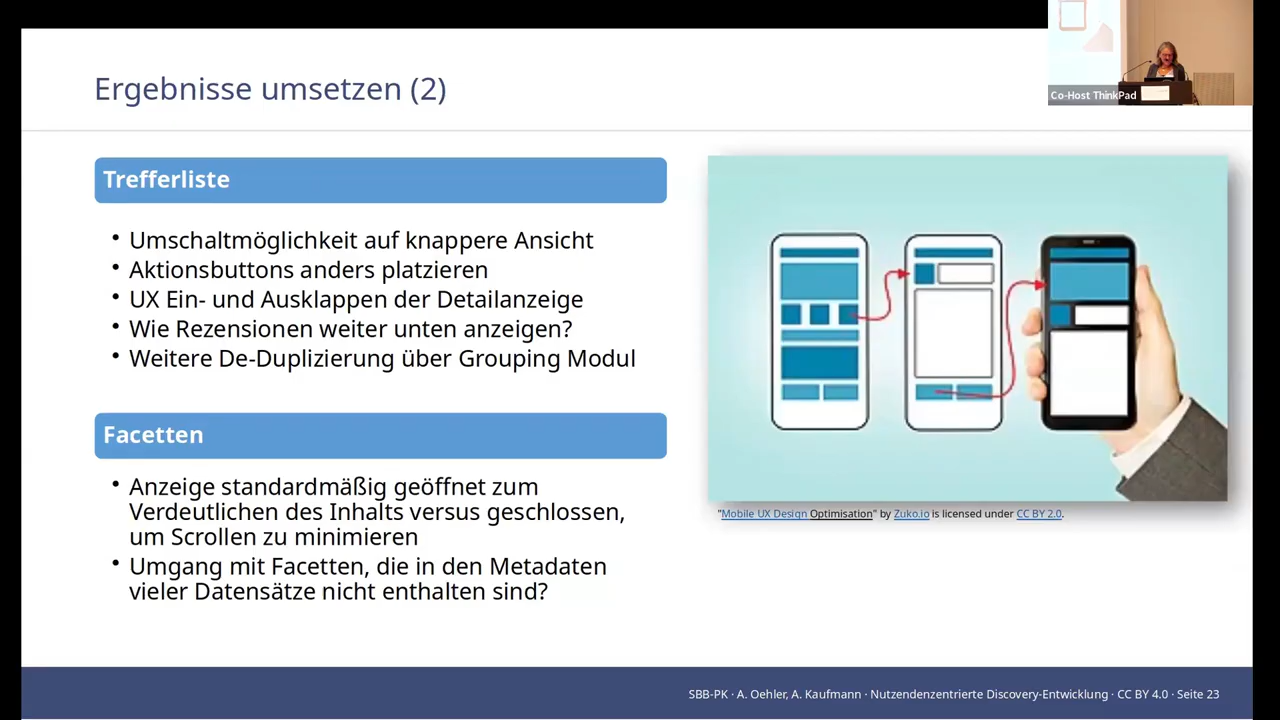 Ergebnisse umsetzen (2)
Co-Host ThinkPad
Trefferliste
• Umschaltmöglichkeit auf knappere Ansicht
• Aktionsbuttons anders platzieren
• UX Ein- und Ausklappen der Detailanzeige
• Wie Rezensionen weiter unten anzeigen?
• Weitere De-Duplizierung über Grouping Modul
Facetten
• Anzeige standardmäßig geöffnet zum
Verdeutlichen des Inhalts versus geschlossen,
um Scrollen zu minimieren
• Umgang mit Facetten, die in den Metadaten
vieler Datensätze nicht enthalten sind?
"Mobile UX Design Optimisation" by Zuko.io is licensed under CC BY 2.0.
SBB-PK · A. Oehler, A. Kaufmann · Nutzendenzentrierte Discovery-Entwicklung · CC BY 4.0 · Seite 23